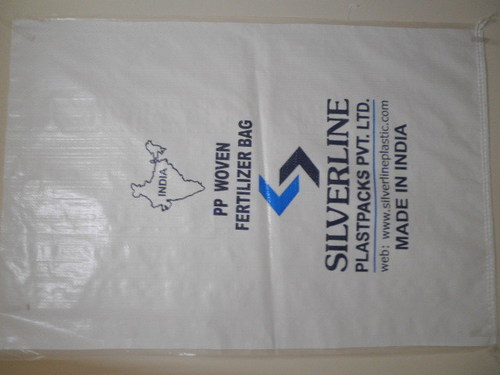 INDIA
PP WOVEN
FERTILIZER BAG
SILVERLINE
PLASTPACKS PVT. LTD.
web: www.silverlineplastic.com
MADE IN INDIA